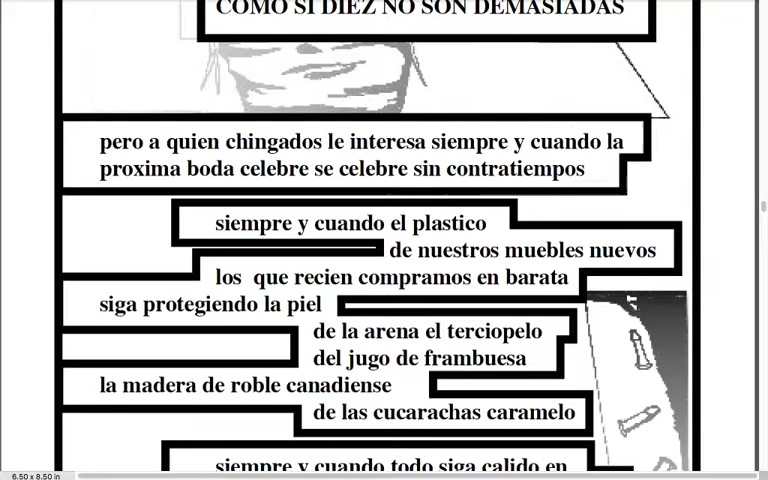 COMO SI DIEZ NO SON DEMASIADAS
pero a quien chingados le interesa siempre y cuando la
proxima boda celebre se celebre sin contratiempos
siempre y cuando el plastico
de nuestros muebles nuevos
los que recien compramos en barata
siga protegiendo la piel
de la arena el terciopelo
del jugo de frambuesa
la madera de roble canadiense
de las cucarachas caramelo
siempre y cuando todo siga calido en
6.50 x 8.50 in